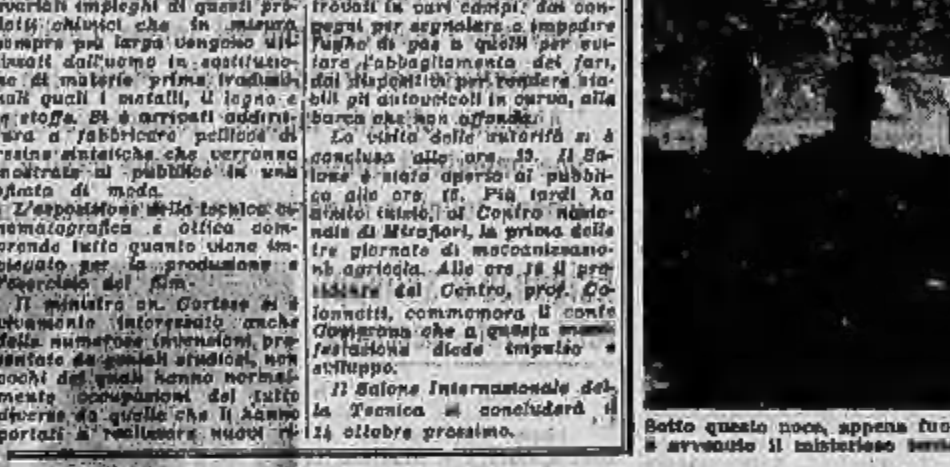 svariati impieghi di questi pro-
dotti chimici che in misura
sempre più larga vengono uti-
lizzati dall'uomo in sostituzio-
ne di materie prime tradizio-
nali quali i metalli, il legno e
le stoffe. Si è arrivati addirit-
tura a fabbricare pellicce di
resine sintetiche che verranno
mostrate al pubblico in una
sfilata di moda.
L'esposizione della tecnica ci-
nematografica e ottica com-
prende tutto quanto viene im-
piegato per la produzione e
l'esercizio del film.
Il ministro on. Cortese si è
vivamente interessato anche
delle numerose invenzioni pre-
sentate da geniali studiosi, non
pochi dei quali hanno normal-
mente occupazioni del tutto
diverse da quelle che li hanno
portati a realizzare nuovi ri-
trovati in vari campi: dai con-
gegni per segnalare o impedire
fughe di gas a quelli per evi-
tare l'abbagliamento dei fari,
dai dispositivi per rendere sta-
bili gli autoveicoli in curva, alla
barca che non affonda.
La visita delle autorità si è
conclusa alle ore 13. Il Sa-
lone è stato aperto al pubbli-
co alle ore 15. Più tardi ha
avuto inizio, al Centro nazio-
nale di Mirafiori, la prima delle
tre giornate di meccanizzazio-
ne agricola. Alle ore 18 il pre-
sidente del Centro, prof. Co-
lonnetti, commemora il conte
che a questa mani-
festazione diede impulso e
sviluppo.
Il Salone Internazionale del-
la Tecnica si concluderà il
14 ottobre prossimo.
Sotto questo noce, appena fuo
è avvenuto il misterioso